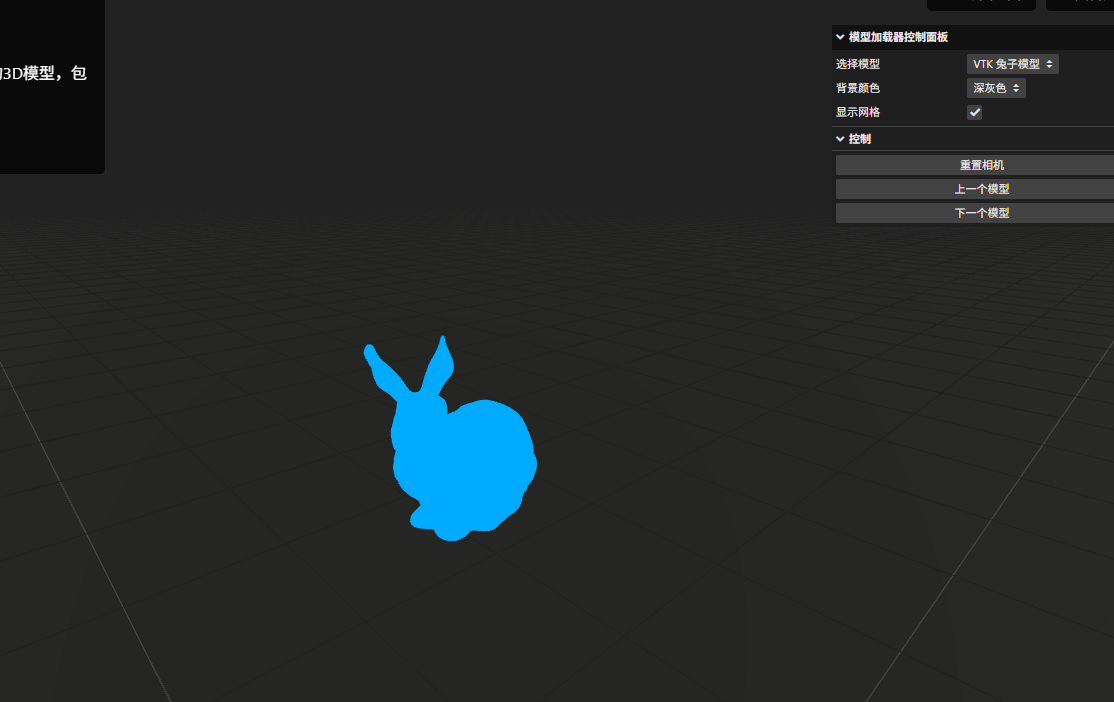 3D模型，包
模型加载器控制面板
选择模型 VTK 兔子模型
背景颜色 深灰色
显示网格
控制
重置相机
上一个模型
下一个模型